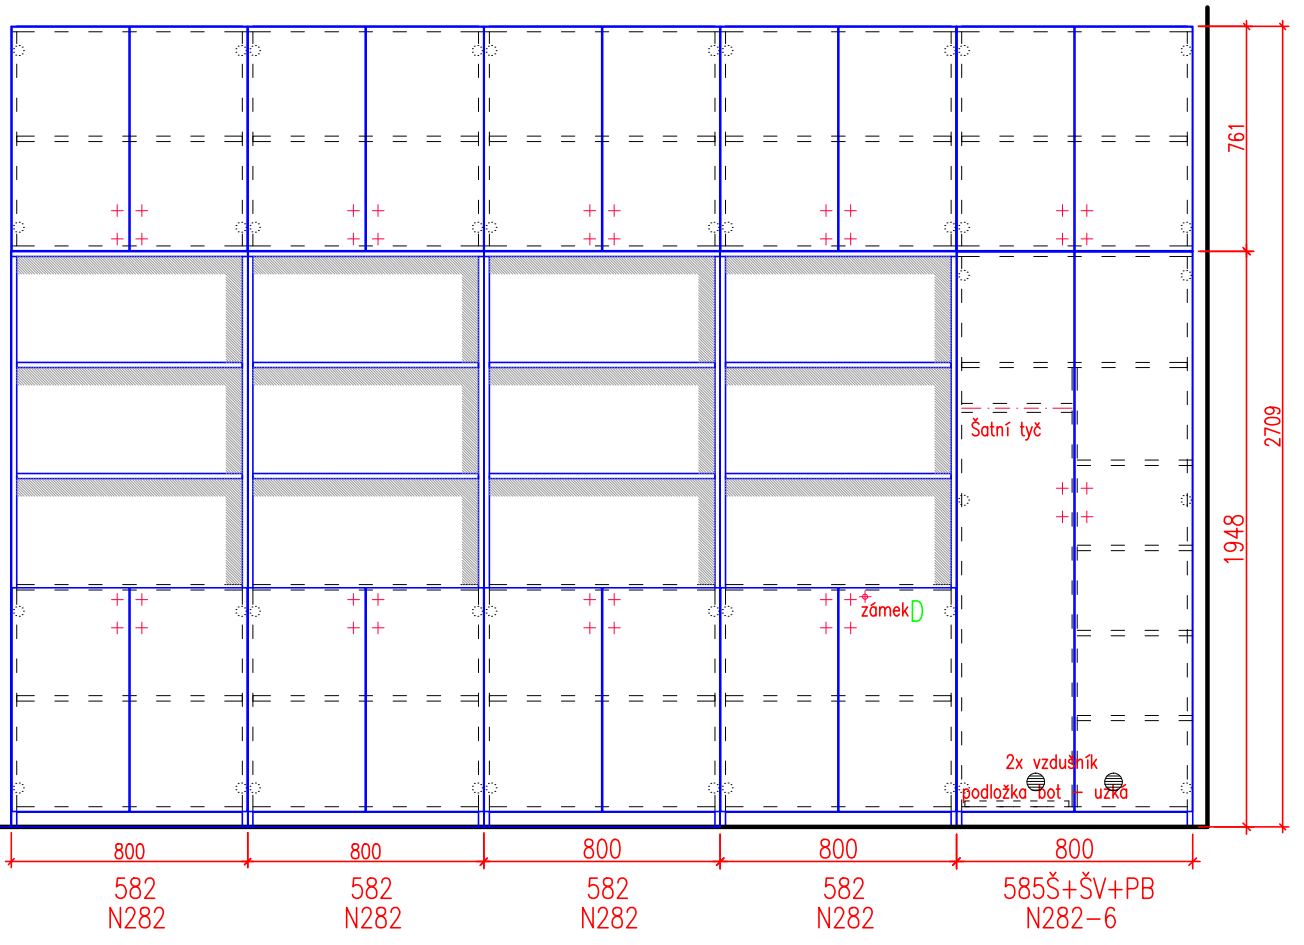 761
2709
Šatní tyč
1948
zámek D
2x vzdušník
podložka bot - uzká
800 800 800 800 800
582 582 582 582 585Š+ŠV+PB
N282 N282 N282 N282 N282-6